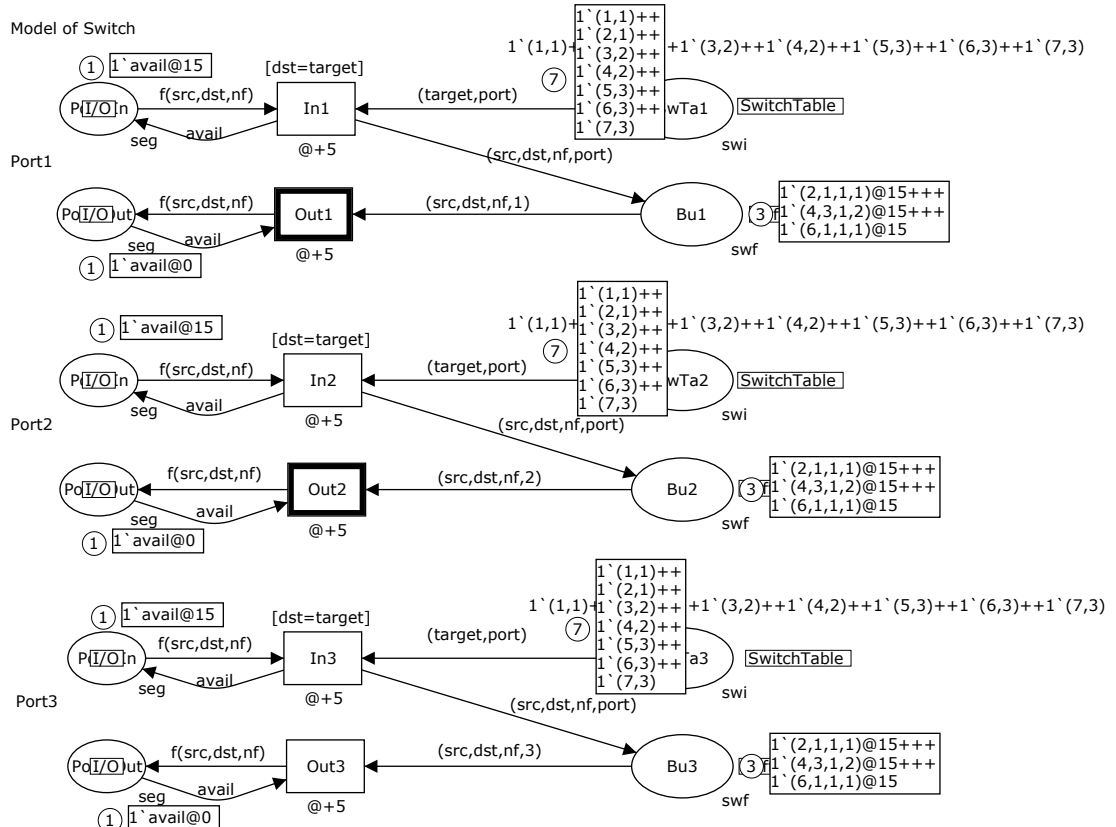 Model of Switch
1`avail@15
1
I/O
f(src,dst,nf)
avail
seg
[dst=target]
In1
@+5
(target,port)
1`(1,1)+
1`(1,1)++
1`(2,1)++
1`(3,2)++
1`(4,2)++
1`(5,3)++
1`(6,3)++
1`(7,3)
+1`(3,2)++1`(4,2)++1`(5,3)++1`(6,3)++1`(7,3)
7
wTa1
SwitchTable
swi
(src,dst,nf,port)
Port1
I/O
f(src,dst,nf)
avail
seg
1
1`avail@0
Out1
@+5
(src,dst,nf,1)
Bu1
swf
3
1`(2,1,1,1)@15+++
1`(4,3,1,2)@15+++
1`(6,1,1,1)@15
1
1`avail@15
I/O
f(src,dst,nf)
avail
seg
[dst=target]
In2
@+5
(target,port)
1`(1,1)+
1`(1,1)++
1`(2,1)++
1`(3,2)++
1`(4,2)++
1`(5,3)++
1`(6,3)++
1`(7,3)
+1`(3,2)++1`(4,2)++1`(5,3)++1`(6,3)++1`(7,3)
7
wTa2
SwitchTable
swi
(src,dst,nf,port)
Port2
I/O
f(src,dst,nf)
avail
seg
1
1`avail@0
Out2
@+5
(src,dst,nf,2)
Bu2
swf
3
1`(2,1,1,1)@15+++
1`(4,3,1,2)@15+++
1`(6,1,1,1)@15
1
1`avail@15
I/O
f(src,dst,nf)
avail
seg
[dst=target]
In3
@+5
(target,port)
1`(1,1)+
1`(1,1)++
1`(2,1)++
1`(3,2)++
1`(4,2)++
1`(5,3)++
1`(6,3)++
1`(7,3)
+1`(3,2)++1`(4,2)++1`(5,3)++1`(6,3)++1`(7,3)
7
Ta3
SwitchTable
swi
(src,dst,nf,port)
Port3
I/O
f(src,dst,nf)
avail
seg
1
1`avail@0
Out3
@+5
(src,dst,nf,3)
Bu3
swf
3
1`(2,1,1,1)@15+++
1`(4,3,1,2)@15+++
1`(6,1,1,1)@15